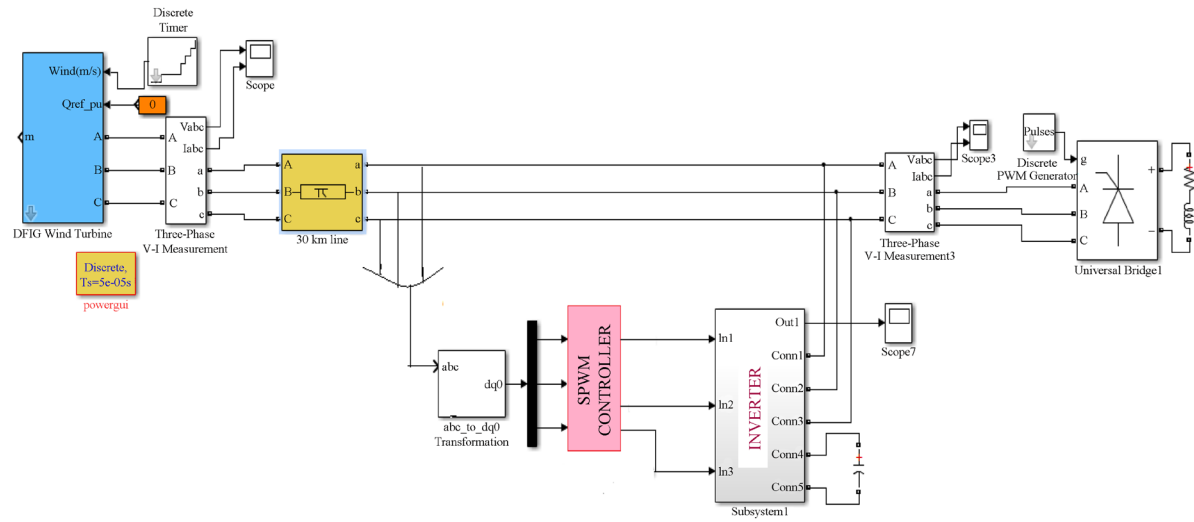 Discrete
Timer
Scope
Wind(m/s)
Qref_pu
0
m
A
B
C
DFIG Wind Turbine
Vabc
Iabc
A
B
C
a
b
c
Three-Phase
V-I Measurement
Discrete,
Ts=5e-05s
powergui
A
B
C
a
b
c
30 km line
Vabc
Iabc
A
B
C
a
b
c
Three-Phase
V-I Measurement3
Scope3
Pulses
Discrete
PWM Generator
g
A
B
C
+
−
Universal Bridge1
abc
dq0
abc_to_dq0
Transformation
SPWM
CONTROLLER
In1
In2
In3
INVERTER
Out1
Conn1
Conn2
Conn3
Conn4
Conn5
Subsystem1
Scope7
+
+